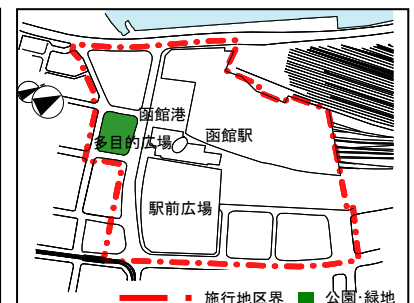 函館港
多目的広場
函館駅
駅前広場
施行地区界
公園･緑地